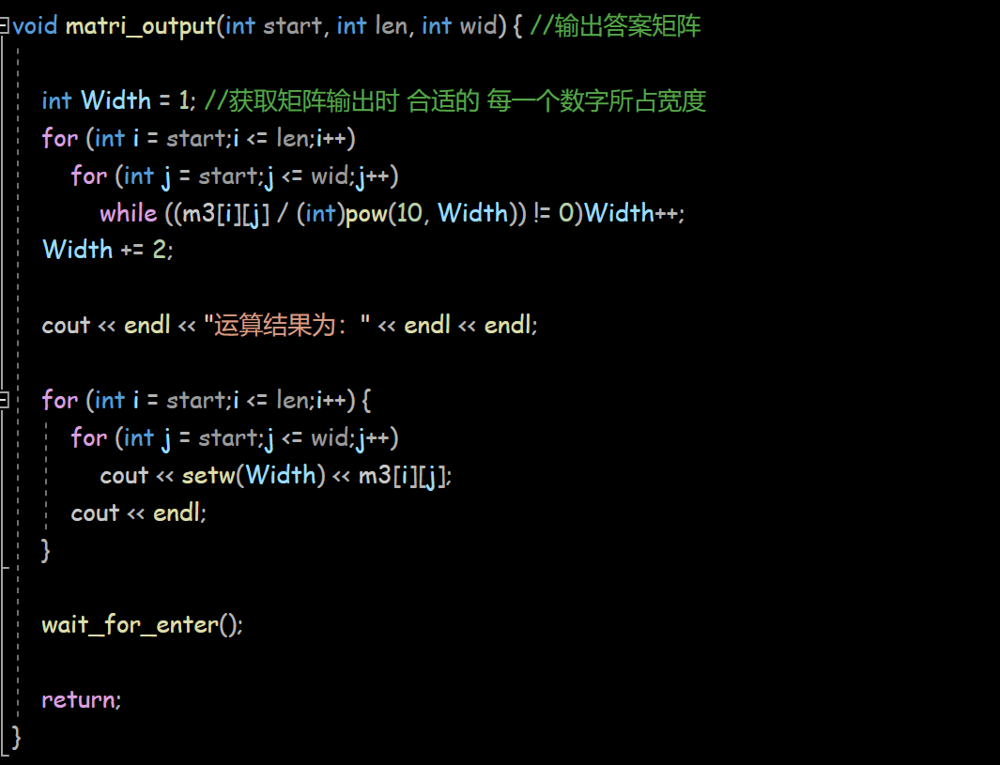 void matri_output(int start, int len, int wid) { //输出答案矩阵
int Width = 1; //获取矩阵输出时 合适的 每一个数字所占宽度
for (int i = start;i <= len;i++)
for (int j = start;j <= wid;j++)
while ((m3[i][j] / (int)pow(10, Width)) != 0)Width++;
Width += 2;
cout << endl << "运算结果为：" << endl << endl;
for (int i = start;i <= len;i++) {
for (int j = start;j <= wid;j++)
cout << setw(Width) << m3[i][j];
cout << endl;
}
wait_for_enter();
return;
}